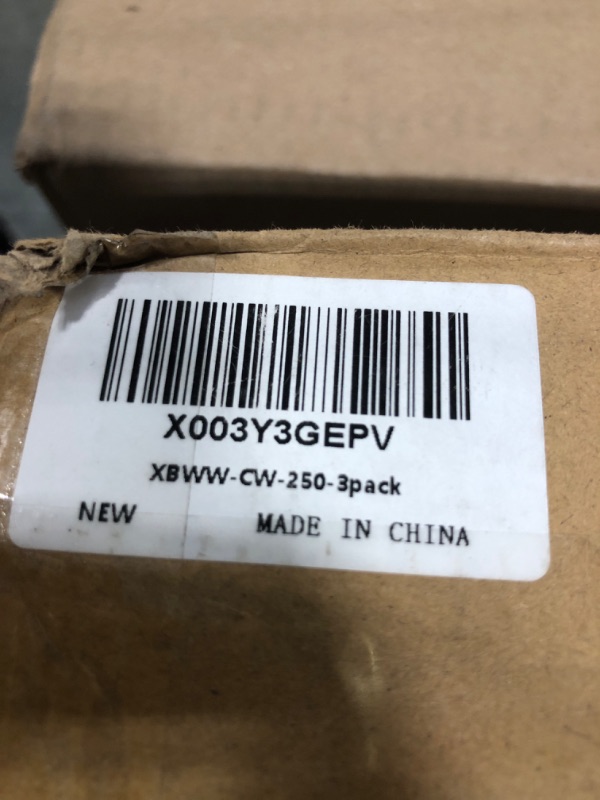 X003Y3GEPV
XBWW-CW-250-3pack
NEW MADE IN CHINA